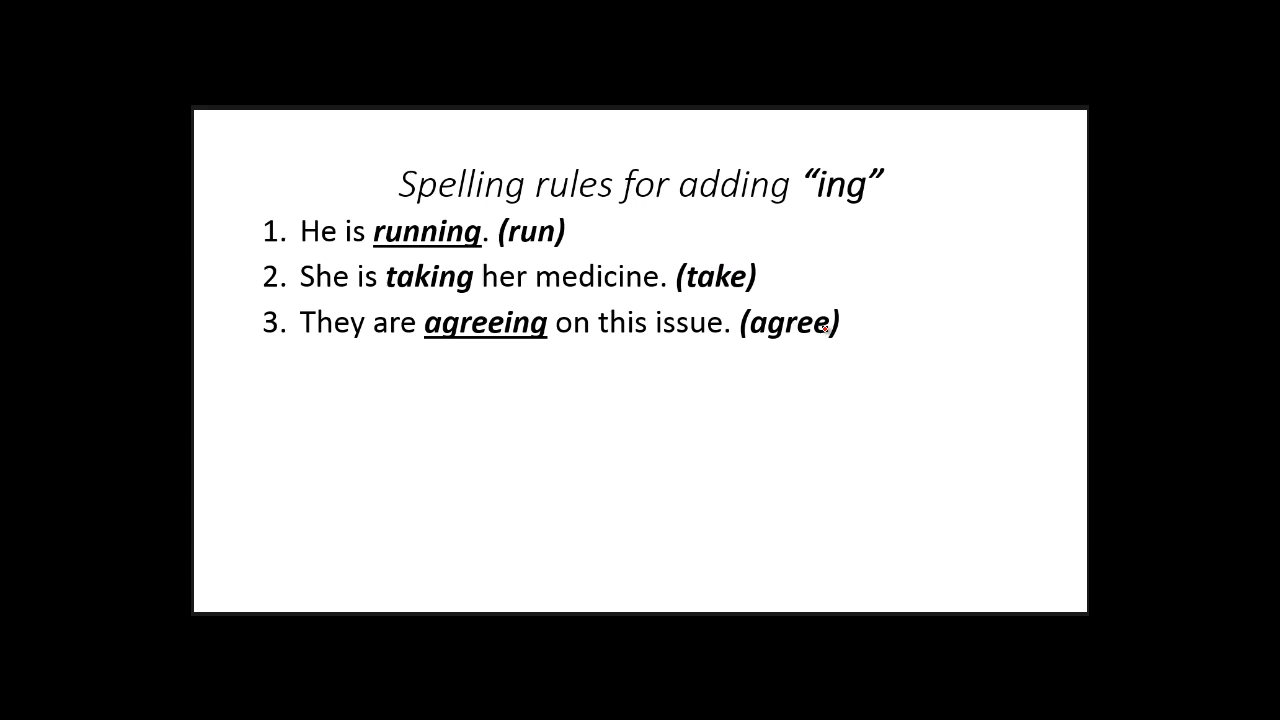 Spelling rules for adding “ing”
1. He is running. (run)
2. She is taking her medicine. (take)
3. They are agreeing on this issue. (agree)